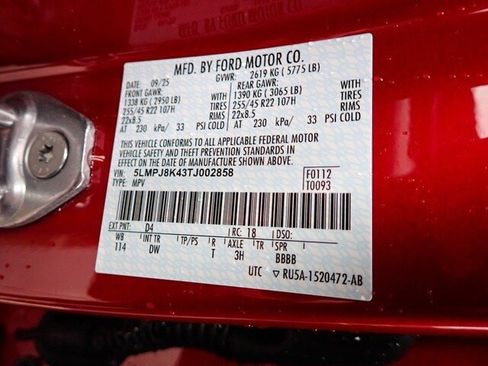 MFD. BY FORD MOTOR CO.
DATE: 09/25 GVWR: 2619 KG ( 5775 LB)
FRONT GAWR: REAR GAWR:
1338 KG ( 2950 LB) TIRES 1390 KG ( 3065 LB) TIRES
255/45 R22 107H RIMS 255/45 R22 107H RIMS
22x8.5 22x8.5
AT 230 kPa/ 33 PSI COLD AT 230 kPa/ 33 PSI COLD
THIS VEHICLE CONFORMS TO ALL APPLICABLE FEDERAL MOTOR
VEHICLE SAFETY AND THEFT PREVENTION STANDARDS IN EFFECT ON
THE DATE OF MANUFACTURE SHOWN ABOVE.
VIN: 5LMPJ8K43TJ002858 F0112
TYPE: MPV T0093
EXT PNT: D4 RC: 18 DSO:
WB INT TR TP/PS R AXLE TR SPR
114 DW T 3H BBBB
UTC ▽ RU5A-1520472-AB